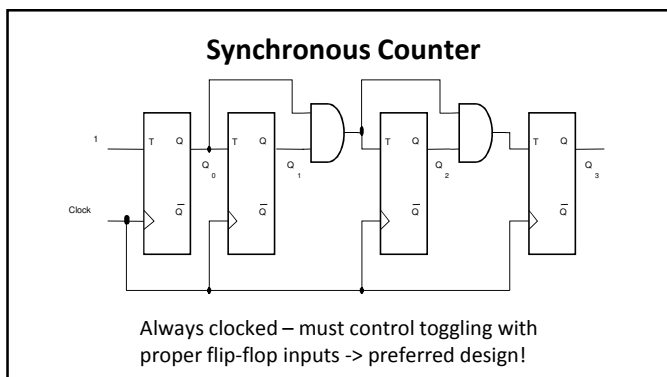 Synchronous Counter
1
T Q
Q
Q 0
T Q
Q
Q 1
T Q
Q
Q 2
T Q
Q
Q 3
Clock
Always clocked – must control toggling with
proper flip-flop inputs -> preferred design!